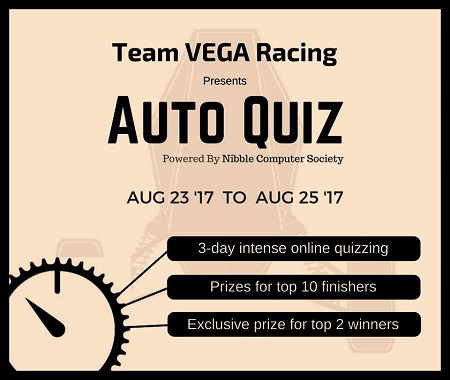 Team VEGA Racing
Presents
AUTO QUIZ
Powered By Nibble Computer Society
AUG 23 '17 TO AUG 25 '17
3-day intense online quizzing
Prizes for top 10 finishers
Exclusive prize for top 2 winners